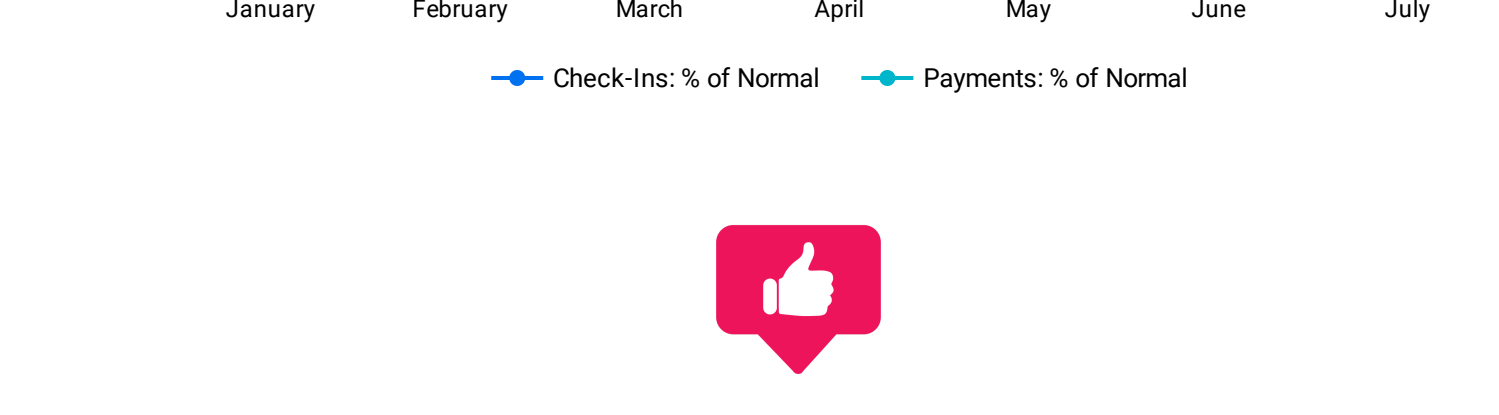 January February March April May June July
Check-Ins: % of Normal Payments: % of Normal